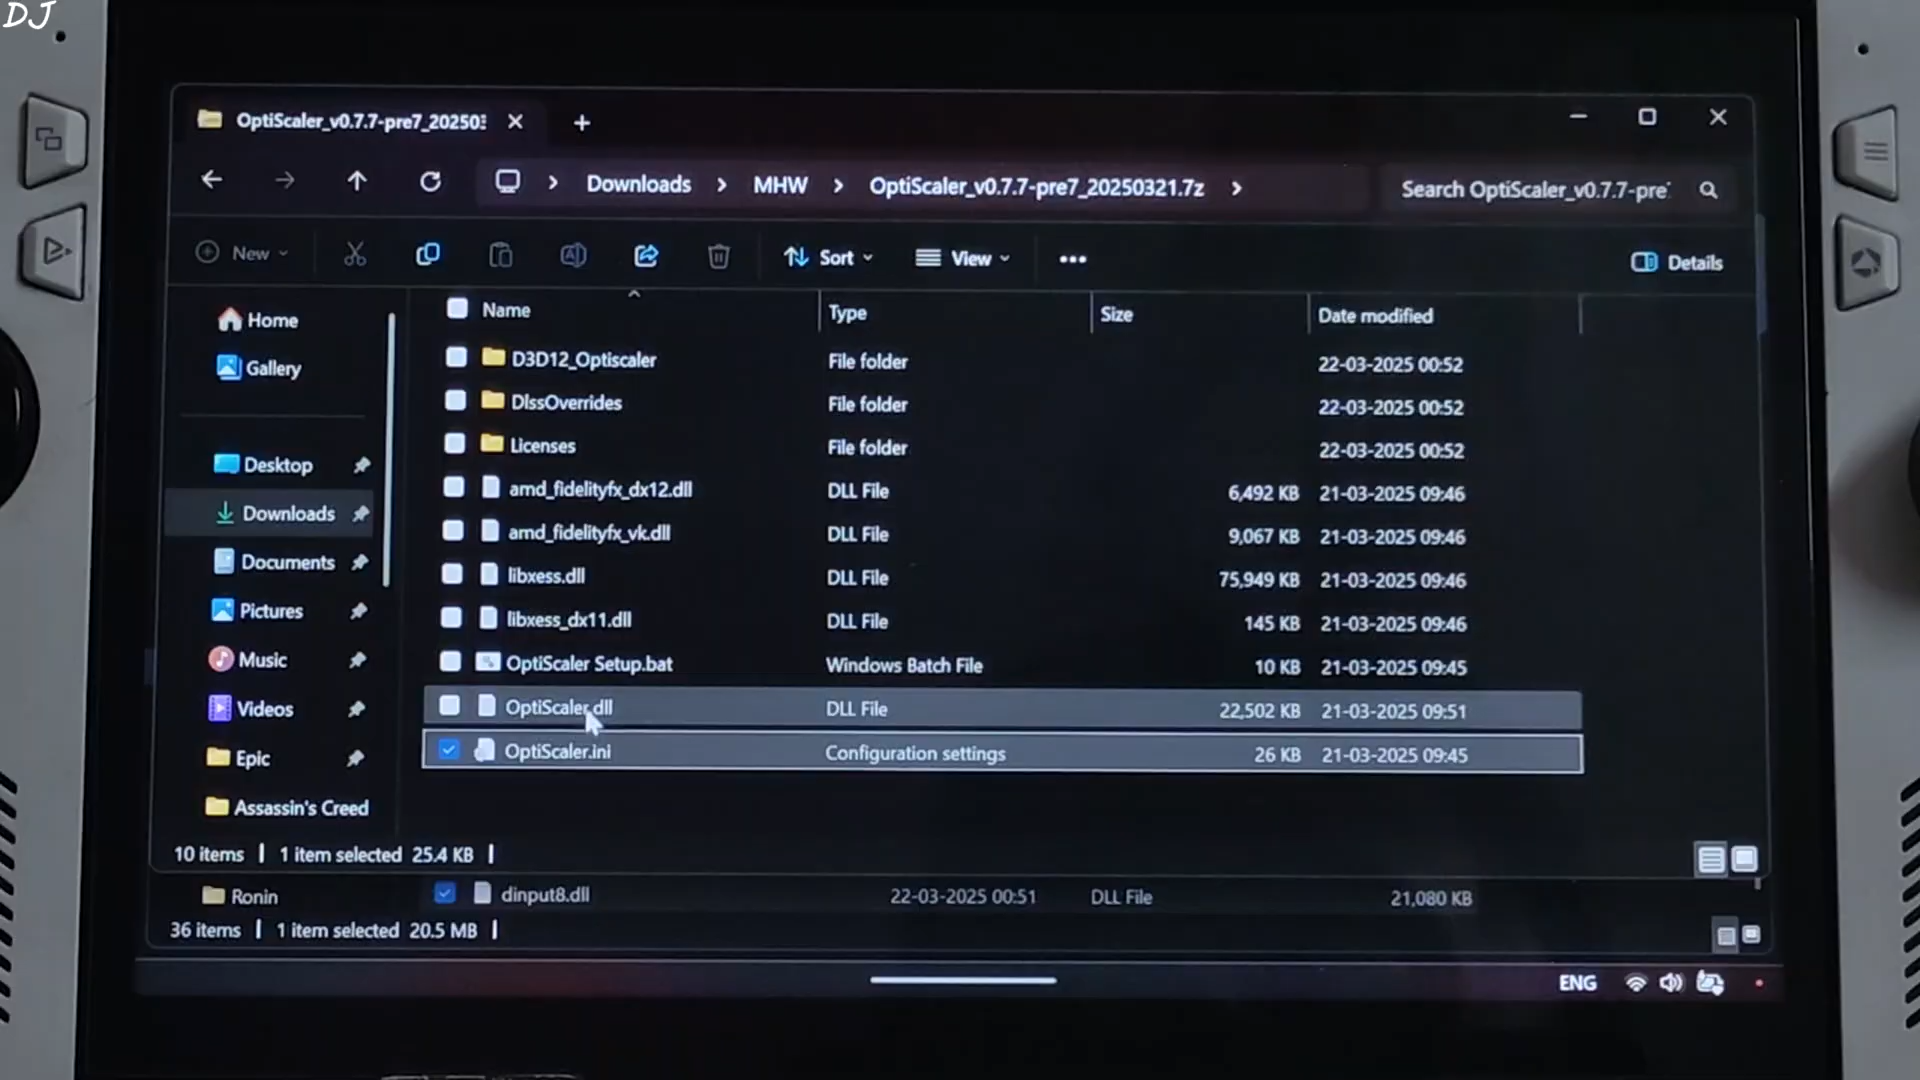 DJ
OptiScaler_v0.7.7-pre7_20250
Downloads > MHW > OptiScaler_v0.7.7-pre7_20250321.7z >
Search OptiScaler_v0.7.7-pre
New
Sort
View
Details
Name Type Size Date modified
D3D12_Optiscaler File folder 22-03-2025 00:52
DlssOverrides File folder 22-03-2025 00:52
Licenses File folder 22-03-2025 00:52
amd_fidelityfx_dx12.dll DLL File 6,492 KB 21-03-2025 09:46
amd_fidelityfx_vk.dll DLL File 9,067 KB 21-03-2025 09:46
libxess.dll DLL File 75,949 KB 21-03-2025 09:46
libxess_dx11.dll DLL File 145 KB 21-03-2025 09:46
OptiScaler Setup.bat Windows Batch File 10 KB 21-03-2025 09:45
OptiScaler.dll DLL File 22,502 KB 21-03-2025 09:51
OptiScaler.ini Configuration settings 26 KB 21-03-2025 09:45
Home
Gallery
Desktop
Downloads
Documents
Pictures
Music
Videos
Epic
Assassin's Creed
10 items | 1 item selected 25.4 KB |
Ronin dinput8.dll 22-03-2025 00:51 DLL File 21,080 KB
36 items | 1 item selected 20.5 MB |
ENG